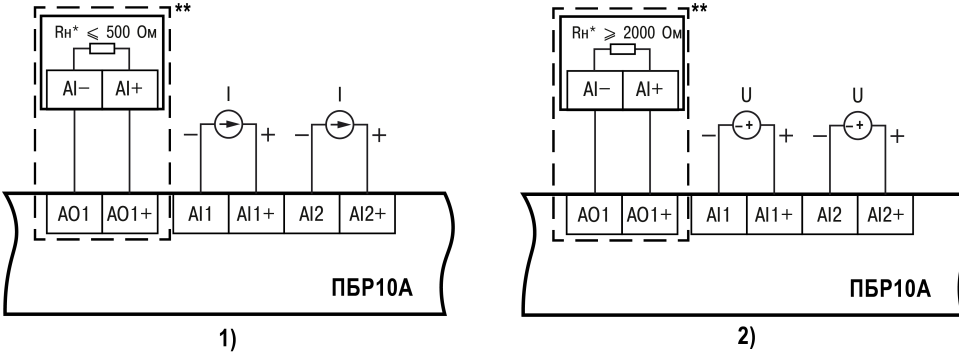 **
Rн* ⩽ 500 Ом
AI− AI+
I I
− + − +
AO1 AO1+ AI1 AI1+ AI2 AI2+
ПБР10А
1)
**
Rн* ⩾ 2000 Ом
AI− AI+
U U
− + − +
− + − +
AO1 AO1+ AI1 AI1+ AI2 AI2+
ПБР10А
2)